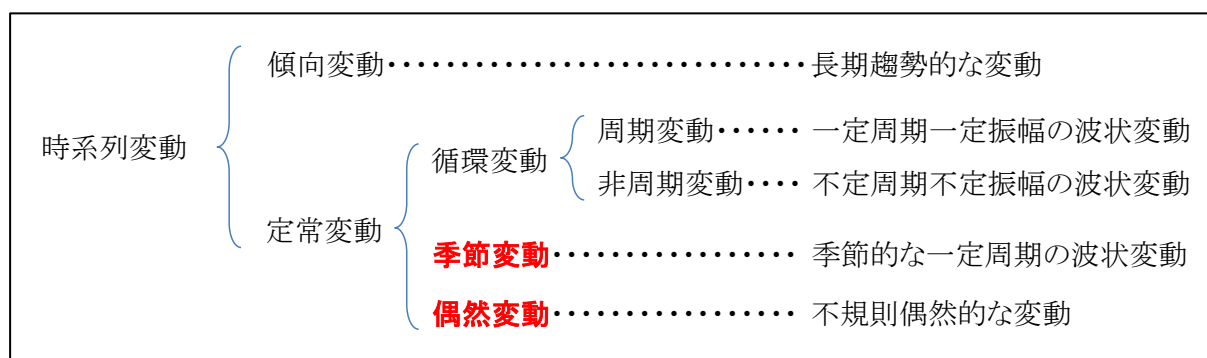 傾向変動・・・・・・・・・・・・・・・・・・・・・・・・・・・・長期趨勢的な変動
周期変動・・・・・・ 一定周期一定振幅の波状変動
時系列変動
循環変動
非周期変動・・・・ 不定周期不定振幅の波状変動
定常変動
季節変動・・・・・・・・・・・・・・・・・ 季節的な一定周期の波状変動
偶然変動・・・・・・・・・・・・・・・・・ 不規則偶然的な変動